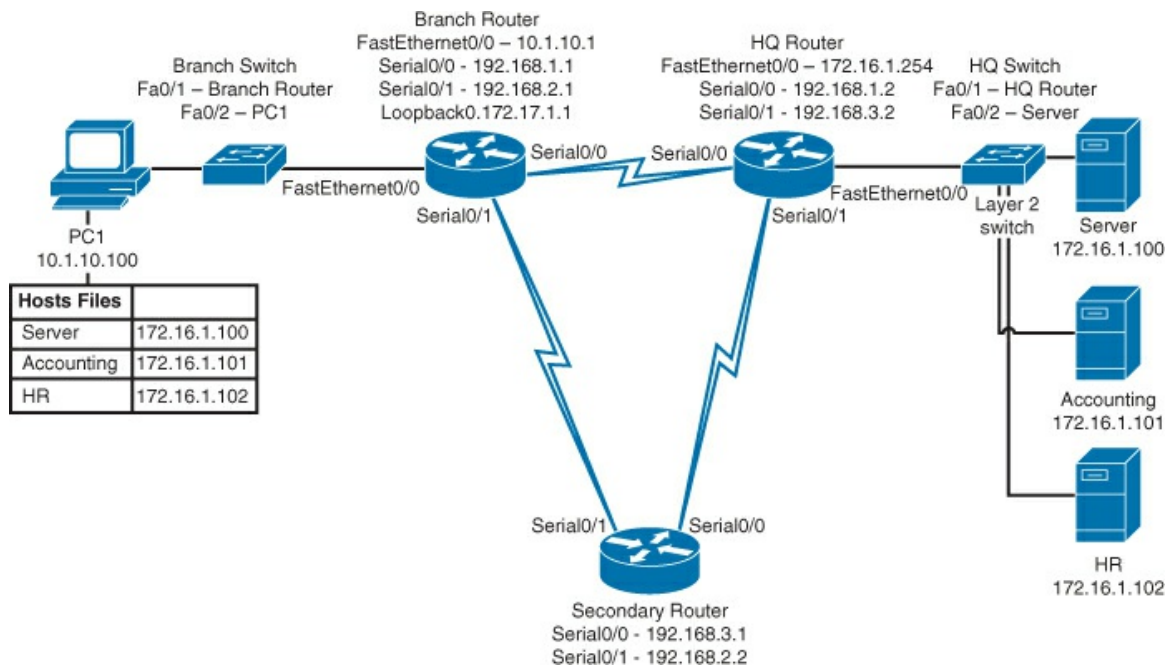 Branch Router
FastEthernet0/0 – 10.1.10.1
Serial0/0 - 192.168.1.1
Serial0/1 - 192.168.2.1
Loopback0.172.17.1.1
HQ Router
FastEthernet0/0 – 172.16.1.254
Serial0/0 - 192.168.1.2
Serial0/1 - 192.168.3.2
Branch Switch
Fa0/1 – Branch Router
Fa0/2 – PC1
HQ Switch
Fa0/1 – HQ Router
Fa0/2 – Server
Serial0/0
Serial0/0
FastEthernet0/0
FastEthernet0/0
Serial0/1
Serial0/1
Layer 2
switch
Server
172.16.1.100
PC1
10.1.10.100
Hosts Files
Server 172.16.1.100
Accounting 172.16.1.101
HR 172.16.1.102
Accounting
172.16.1.101
Serial0/1
Serial0/0
HR
172.16.1.102
Secondary Router
Serial0/0 - 192.168.3.1
Serial0/1 - 192.168.2.2